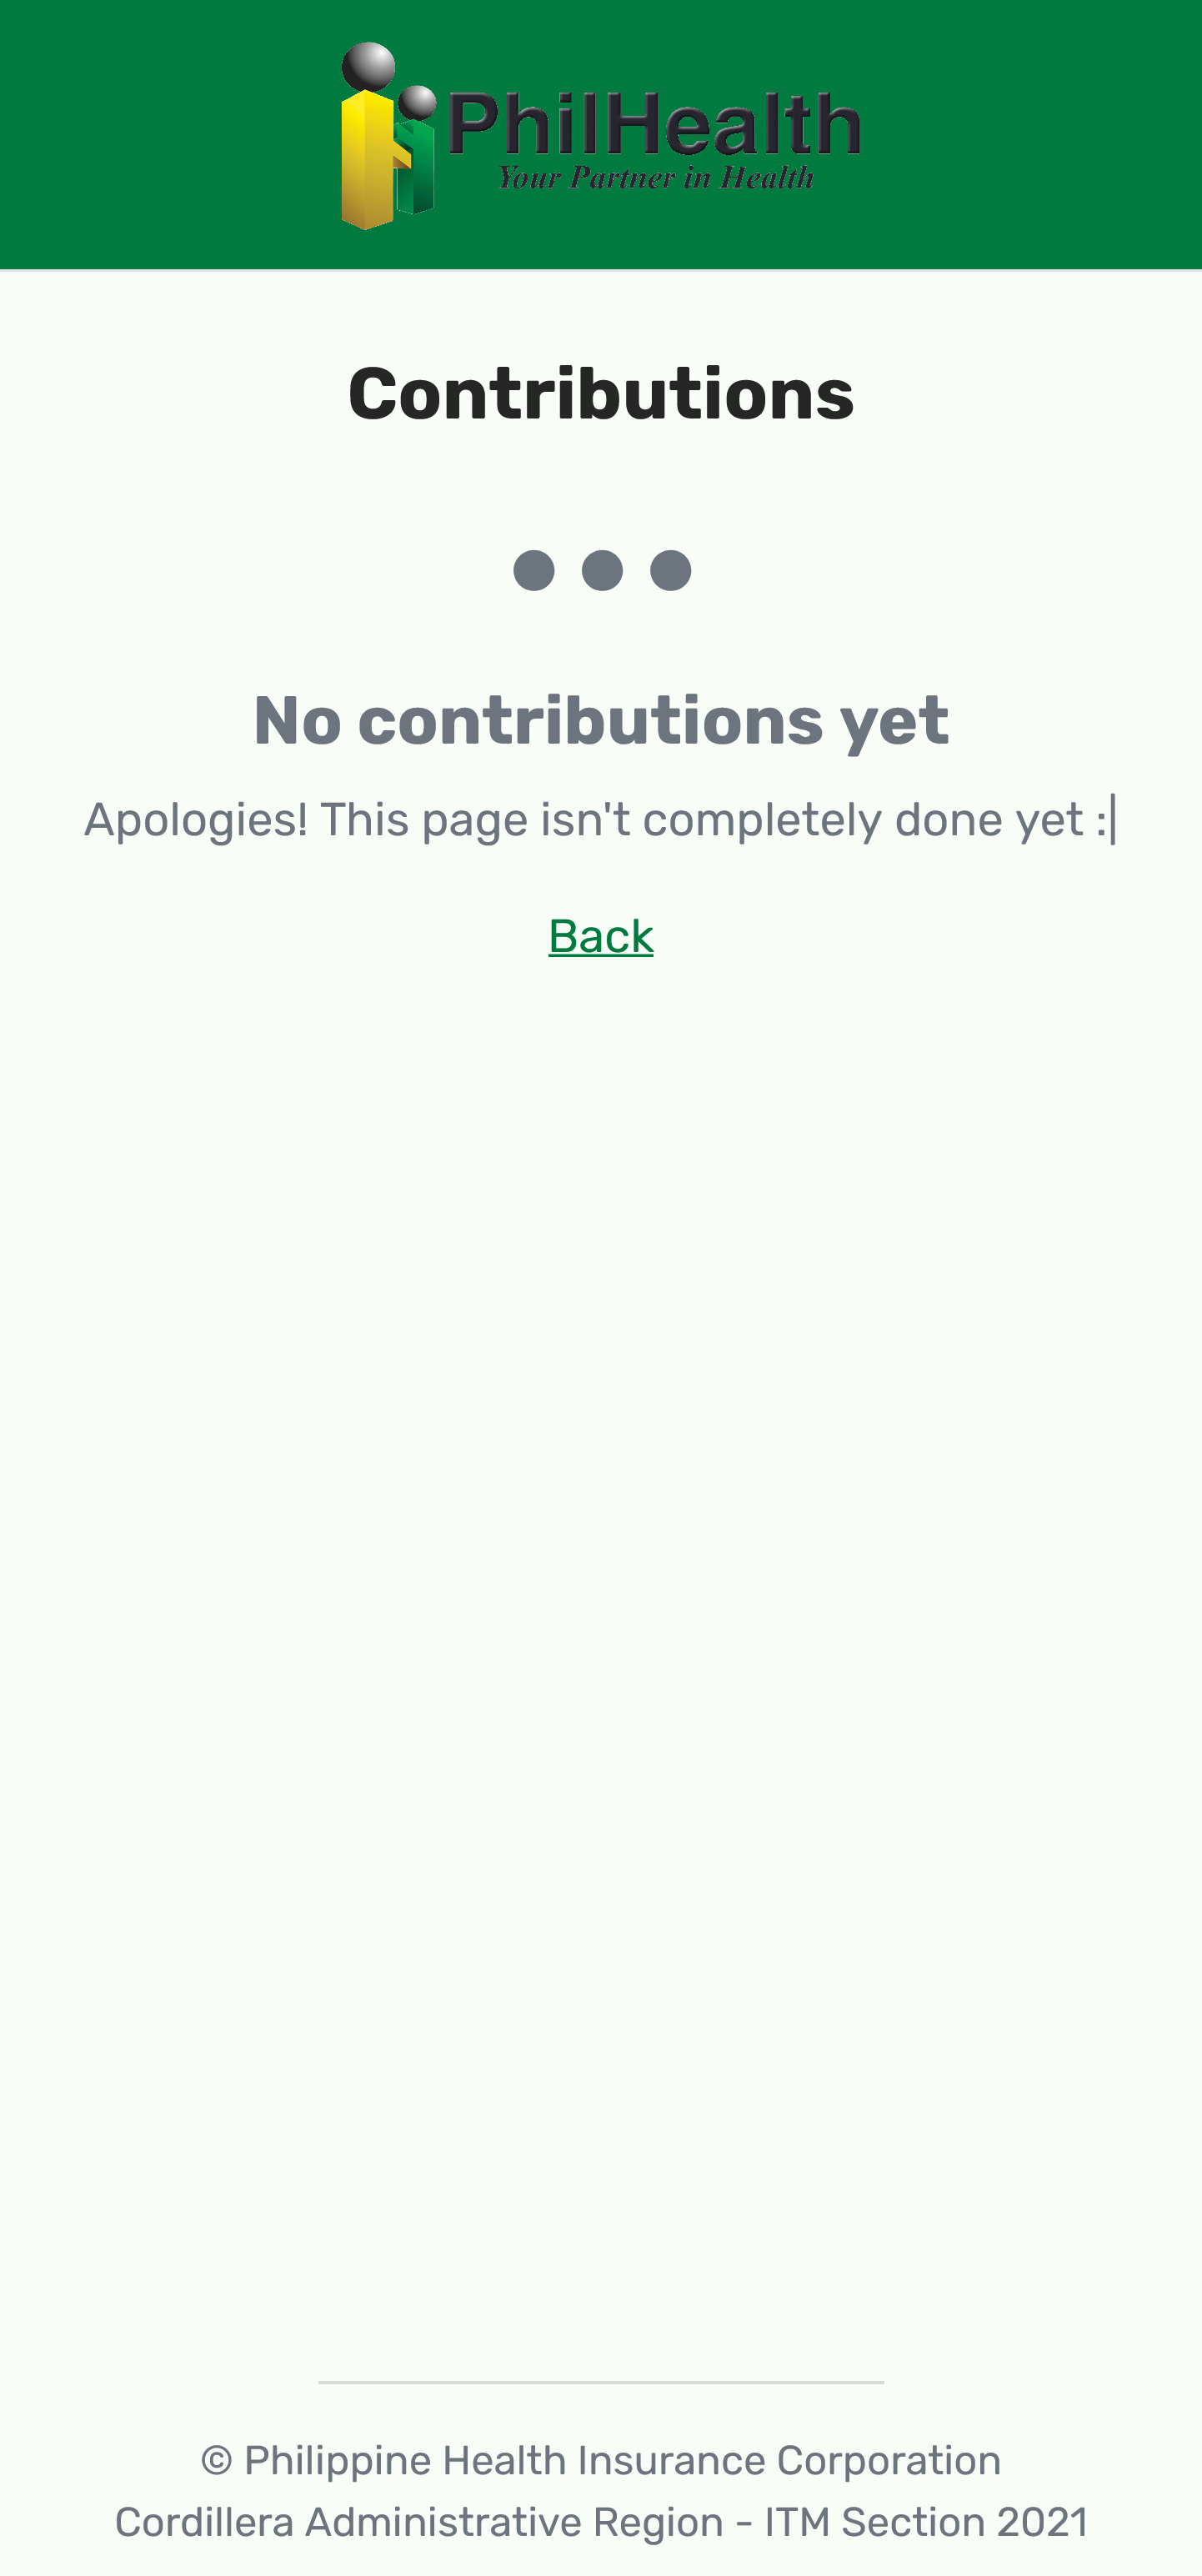 PhilHealth
Your Partner in Health
Contributions
No contributions yet
Apologies! This page isn't completely done yet :|
Back
© Philippine Health Insurance Corporation
Cordillera Administrative Region - ITM Section 2021